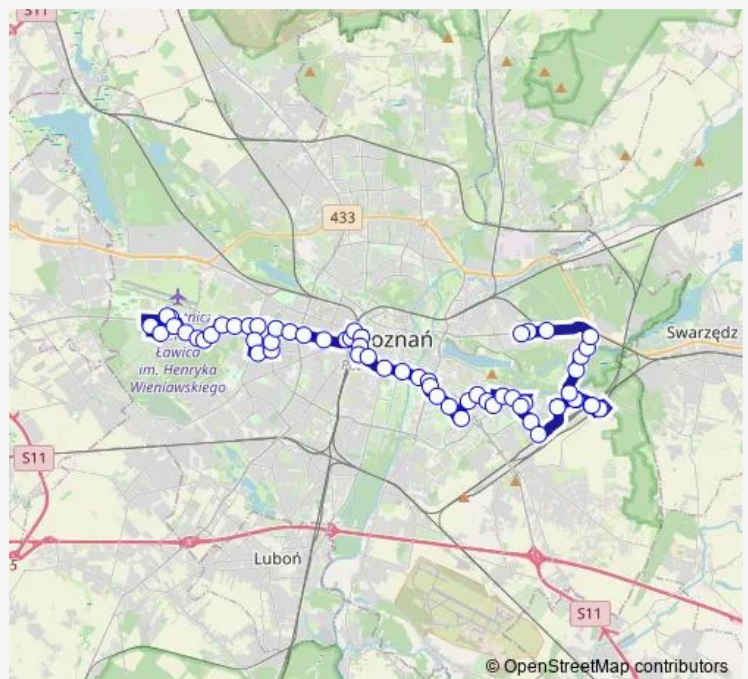 S11
433
Poznań
Swarzędz
Ławica
im. Henryka
Wieniawskiego
S11
Luboń
S11
© OpenStreetMap contributors